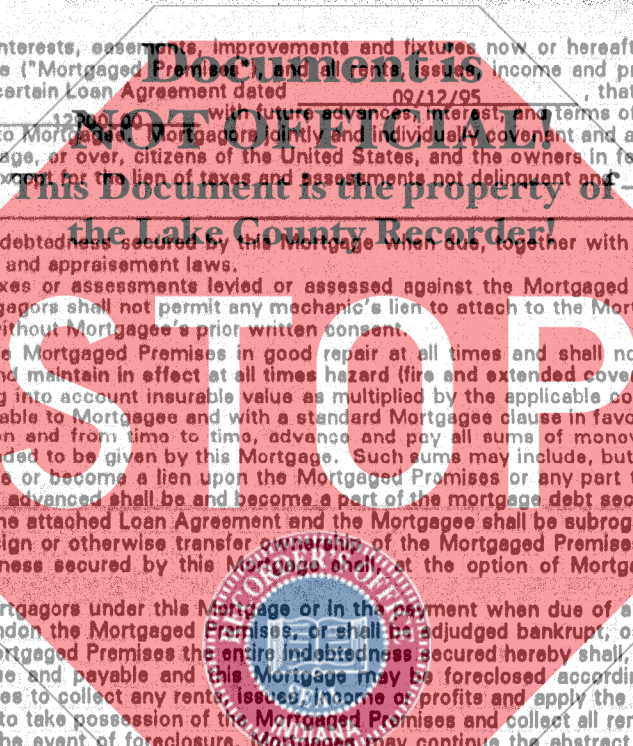 nterests, easements, improvements and fixtures now or hereaf
e ("Mortgaged Premises"), and all rents, issues, income and pr
certain Loan Agreement dated 09/12/95, that
Document is
with future advances, interest, and terms of
NOT OFFICIAL!
to Mortgagee. Mortgagors jointly and individually covenant and a
age, or over, citizens of the United States, and the owners in fe
xcept for the lien of taxes and assessments not delinquent and
This Document is the property of
the Lake County Recorder!
debtedness secured by this Mortgage when due, together with
and appraisement laws.
xes or assessments levied or assessed against the Mortgaged
gagors shall not permit any mechanic's lien to attach to the Mort
ithout Mortgagee's prior written consent.
STOP
e Mortgaged Premises in good repair at all times and shall no
nd maintain in effect at all times hazard (fire and extended cove
g into account insurable value as multiplied by the applicable co
able to Mortgagee and with a standard Mortgagee clause in favo
on and from time to time, advance and pay all sums of money
ded to be given by this Mortgage. Such sums may include, but
e or become a lien upon the Mortgaged Premises or any part t
advanced shall be and become a part of the mortgage debt sec
he attached Loan Agreement and the Mortgagee shall be subrog
ign or otherwise transfer ownership of the Mortgaged Premise
ness secured by this Mortgage shall, at the option of Mortga
RECORDER'S OFFICE
rtgagors under this Mortgage or in the payment when due of a
ndon the Mortgaged Premises, or shall be adjudged bankrupt, o
ortgaged Premises the entire indebtedness secured hereby shall,
e and payable and this Mortgage may be foreclosed accordin
es to collect any rents, issues, income or profits and apply the
to take possession of the Mortgaged Premises and collect all ren
INDIANA
he event of foreclosure, Mortgagee may continue the abstract